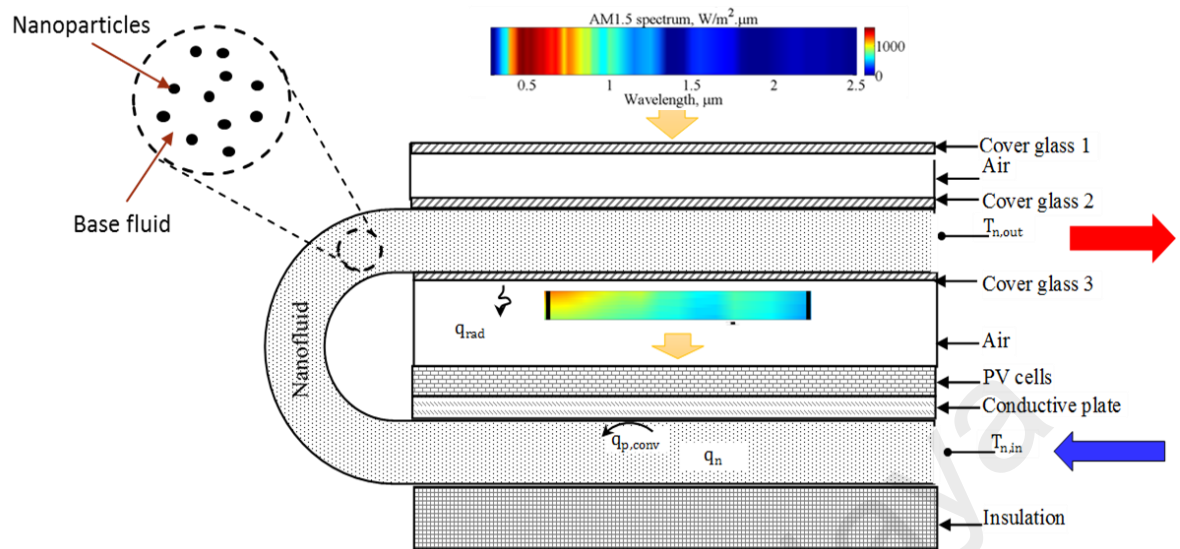 Nanoparticles
Base fluid
AM1.5 spectrum, W/m².µm
1000
0
0.5 1 1.5 2 2.5
Wavelength, µm
Cover glass 1
Air
Cover glass 2
Tn,out
Cover glass 3
qrad
Nanofluid
Air
PV cells
Conductive plate
qp,conv
qn
Tn,in
Insulation